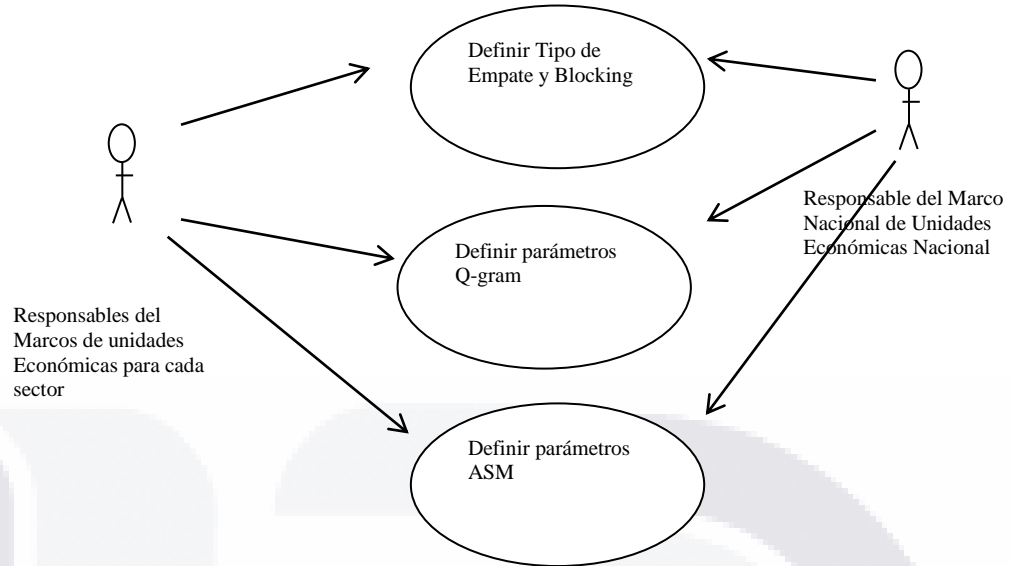 Definir Tipo de
Empate y Blocking
Responsable del Marco
Nacional de Unidades
Económicas Nacional
Definir parámetros
Q-gram
Responsables del
Marcos de unidades
Económicas para cada
sector
Definir parámetros
ASM